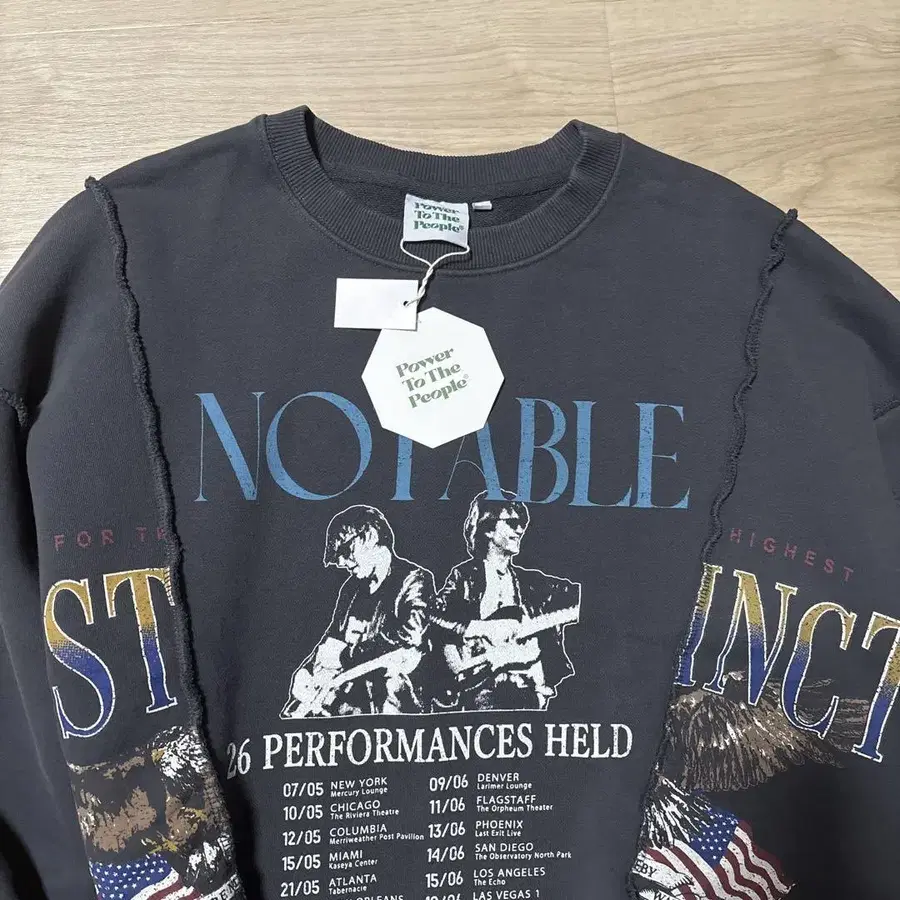 Power
To The
People®
Power
To The
People®
NOTABLE
FOR TH
HIGHEST
ST
INCT
26 PERFORMANCES HELD
07/05 NEW YORK
Mercury Lounge
10/05 CHICAGO
The Riviera Theatre
12/05 COLUMBIA
Merriweather Post Pavilion
15/05 MIAMI
Kaseya Center
21/05 ATLANTA
Tabernacle
09/06 DENVER
Larimer Lounge
11/06 FLAGSTAFF
The Orpheum Theater
13/06 PHOENIX
Last Exit Live
14/06 SAN DIEGO
The Observatory North Park
15/06 LOS ANGELES
The Echo
LAS VEGAS 1
BY